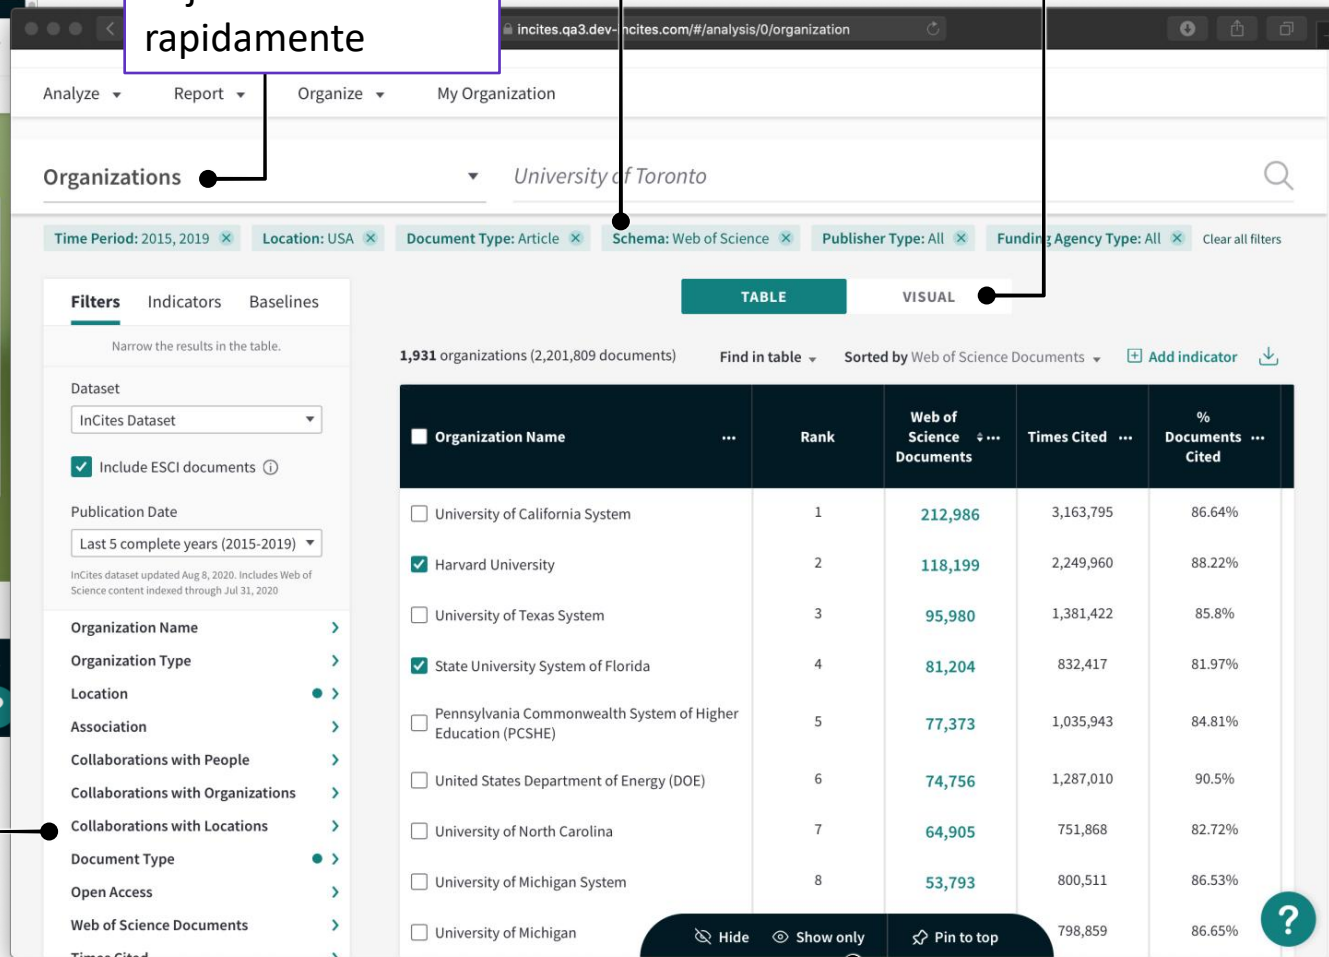 rapidamente
incites.qa3.dev-incites.com/#/analysis/0/organization
Analyze Report Organize My Organization
Organizations University of Toronto
Time Period: 2015, 2019 Location: USA Document Type: Article Schema: Web of Science Publisher Type: All Funding Agency Type: All Clear all filters
Filters Indicators Baselines
TABLE VISUAL
Narrow the results in the table.
1,931 organizations (2,201,809 documents) Find in table Sorted by Web of Science Documents Add indicator
Dataset
InCites Dataset
Include ESCI documents
Publication Date
Last 5 complete years (2015-2019)
InCites dataset updated Aug 8, 2020. Includes Web of
Science content indexed through Jul 31, 2020
Organization Name
Organization Type
Location
Association
Collaborations with People
Collaborations with Organizations
Collaborations with Locations
Document Type
Open Access
Web of Science Documents
Times Cited
Organization Name ... Rank Web of Science Documents ... Times Cited ... % Documents Cited ...
University of California System 1 212,986 3,163,795 86.64%
Harvard University 2 118,199 2,249,960 88.22%
University of Texas System 3 95,980 1,381,422 85.8%
State University System of Florida 4 81,204 832,417 81.97%
Pennsylvania Commonwealth System of Higher
Education (PCSHE) 5 77,373 1,035,943 84.81%
United States Department of Energy (DOE) 6 74,756 1,287,010 90.5%
University of North Carolina 7 64,905 751,868 82.72%
University of Michigan System 8 53,793 800,511 86.53%
University of Michigan 798,859 86.65%
Hide Show only Pin to top
?